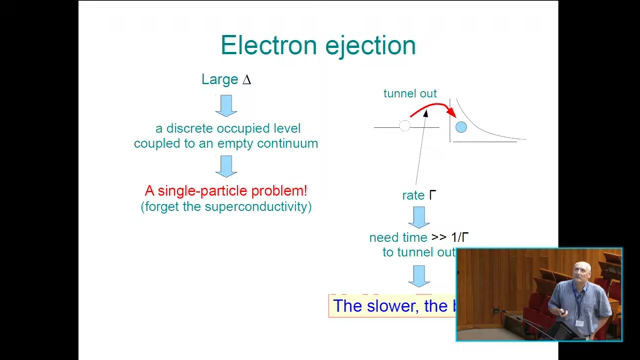 Electron ejection
Large Δ
a discrete occupied level
coupled to an empty continuum
A single-particle problem!
(forget the superconductivity)
tunnel out
rate Γ
need time >> 1/Γ
to tunnel out
The slower, the